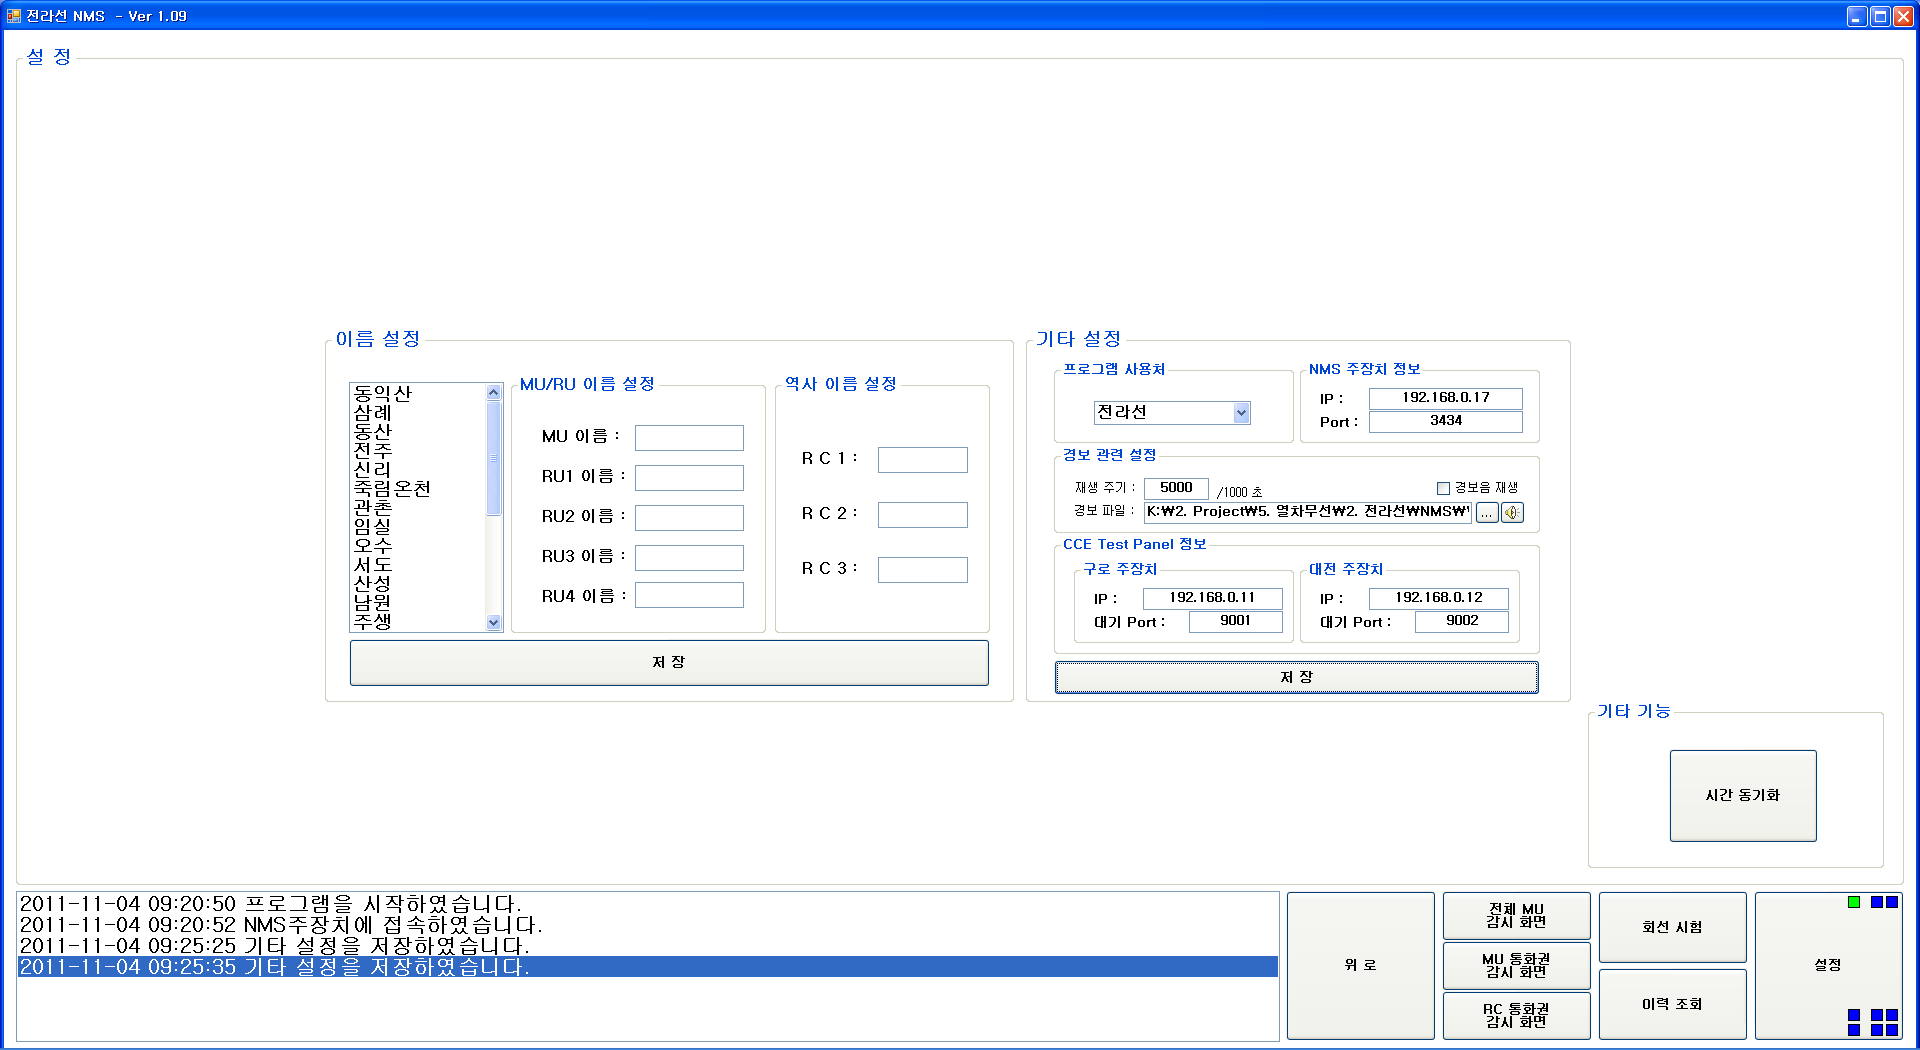 전라선 NMS - Ver 1.09
설 정
이름 설정
동익산
삼례
동산
전주
신리
죽림온천
관촌
임실
오수
서도
산성
남원
주생
MU/RU 이름 설정
MU 이름 :
RU1 이름 :
RU2 이름 :
RU3 이름 :
RU4 이름 :
역사 이름 설정
R C 1 :
R C 2 :
R C 3 :
저 장
기타 설정
프로그램 사용처
전라선
NMS 주장치 정보
IP : 192.168.0.17
Port : 3434
경보 관련 설정
재생 주기 : 5000 /1000 초
경보음 재생
경보 파일 : K:₩2. Project₩5. 열차무선₩2. 전라선₩NMS₩
...
CCE Test Panel 정보
구로 주장치
IP : 192.168.0.11
대기 Port : 9001
대전 주장치
IP : 192.168.0.12
대기 Port : 9002
저 장
기타 기능
시간 동기화
2011-11-04 09:20:50 프로그램을 시작하였습니다.
2011-11-04 09:20:52 NMS주장치에 접속하였습니다.
2011-11-04 09:25:25 기타 설정을 저장하였습니다.
2011-11-04 09:25:35 기타 설정을 저장하였습니다.
위 로
전체 MU
감시 화면
MU 통화권
감시 화면
RC 통화권
감시 화면
회선 시험
이력 조회
설정